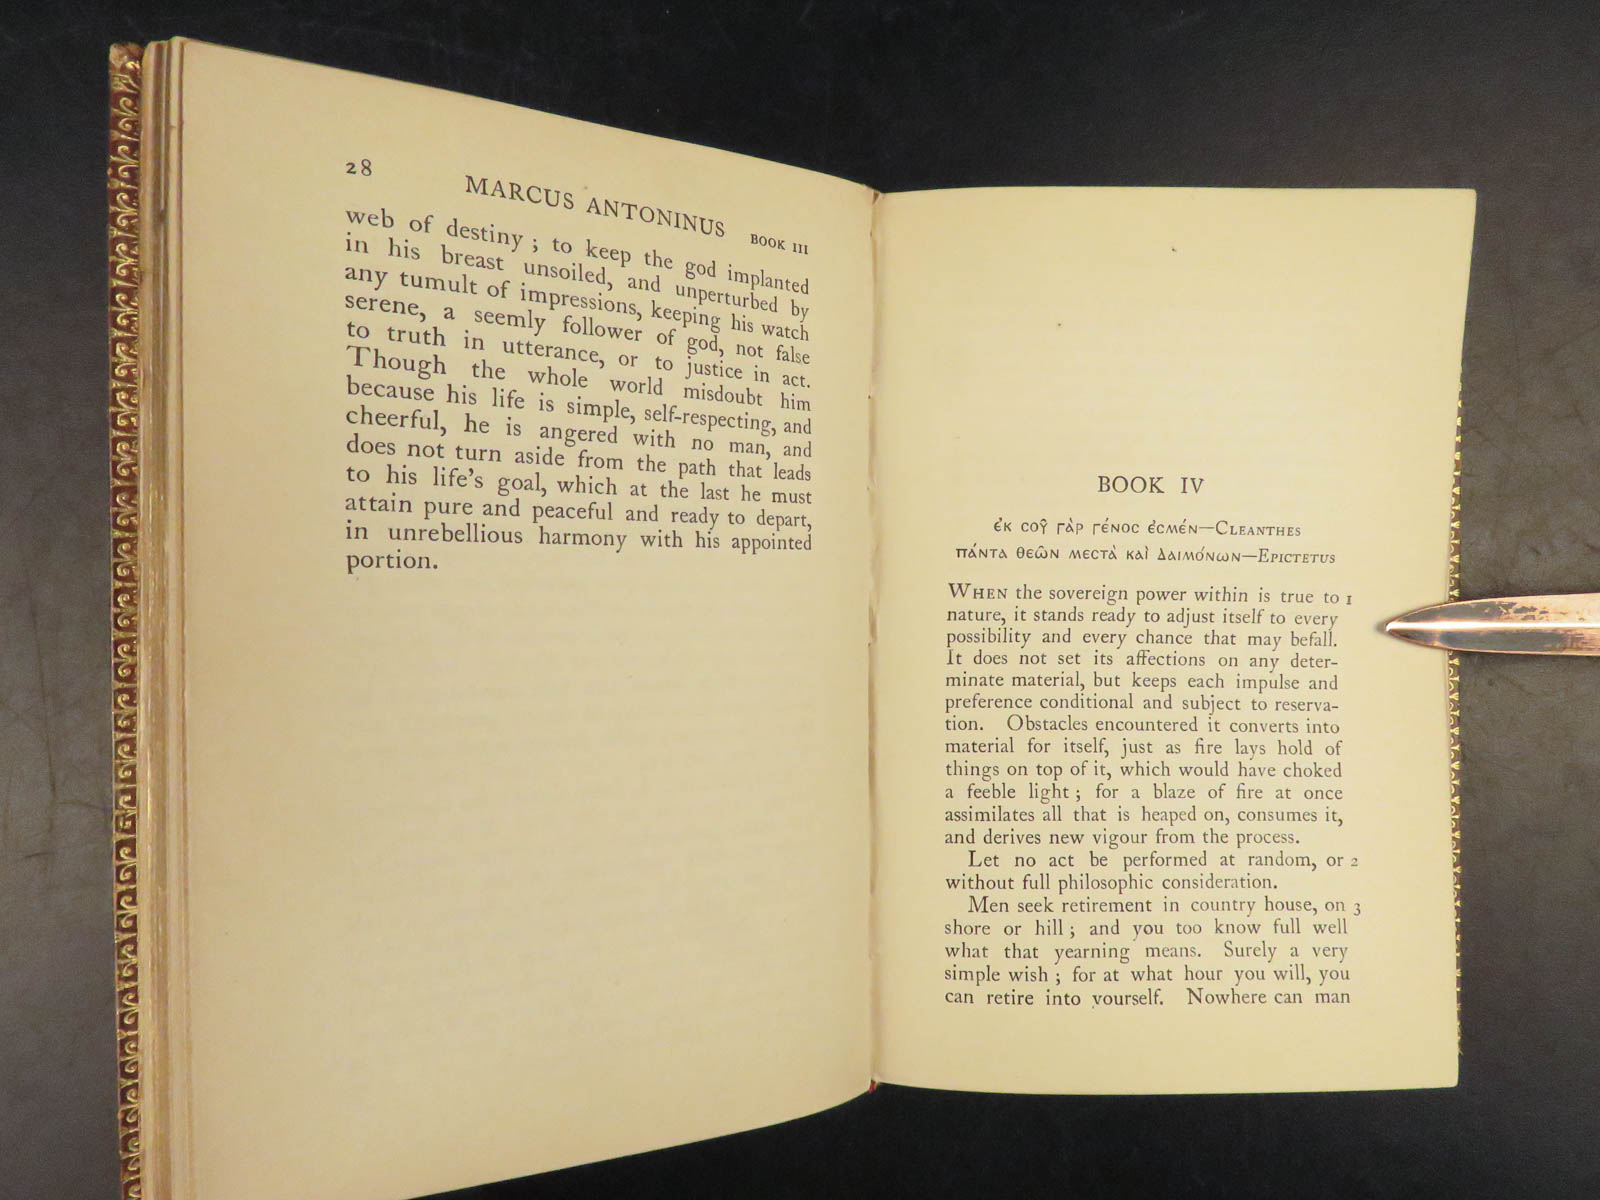 28
MARCUS ANTONINUS BOOK III
web of destiny ; to keep the god implanted
in his breast unsoiled, and unperturbed by
any tumult of impressions, keeping his watch
serene, a seemly follower of god, not false
to truth in utterance, or to justice in act.
Though the whole world misdoubt him
because his life is simple, self-respecting, and
cheerful, he is angered with no man, and
does not turn aside from the path that leads
to his life's goal, which at the last he must
attain pure and peaceful and ready to depart,
in unrebellious harmony with his appointed
portion.
BOOK IV
ἐκ ϲοῦ γὰρ γένοϲ ἐϲμέν—CLEANTHES
πάντα θεῶν μεϲτὰ καὶ Δαιμόνων—EPICTETUS
WHEN the sovereign power within is true to 1
nature, it stands ready to adjust itself to every
possibility and every chance that may befall.
It does not set its affections on any deter-
minate material, but keeps each impulse and
preference conditional and subject to reserva-
tion. Obstacles encountered it converts into
material for itself, just as fire lays hold of
things on top of it, which would have choked
a feeble light ; for a blaze of fire at once
assimilates all that is heaped on, consumes it,
and derives new vigour from the process.
Let no act be performed at random, or 2
without full philosophic consideration.
Men seek retirement in country house, on 3
shore or hill ; and you too know full well
what that yearning means. Surely a very
simple wish ; for at what hour you will, you
can retire into yourself. Nowhere can man